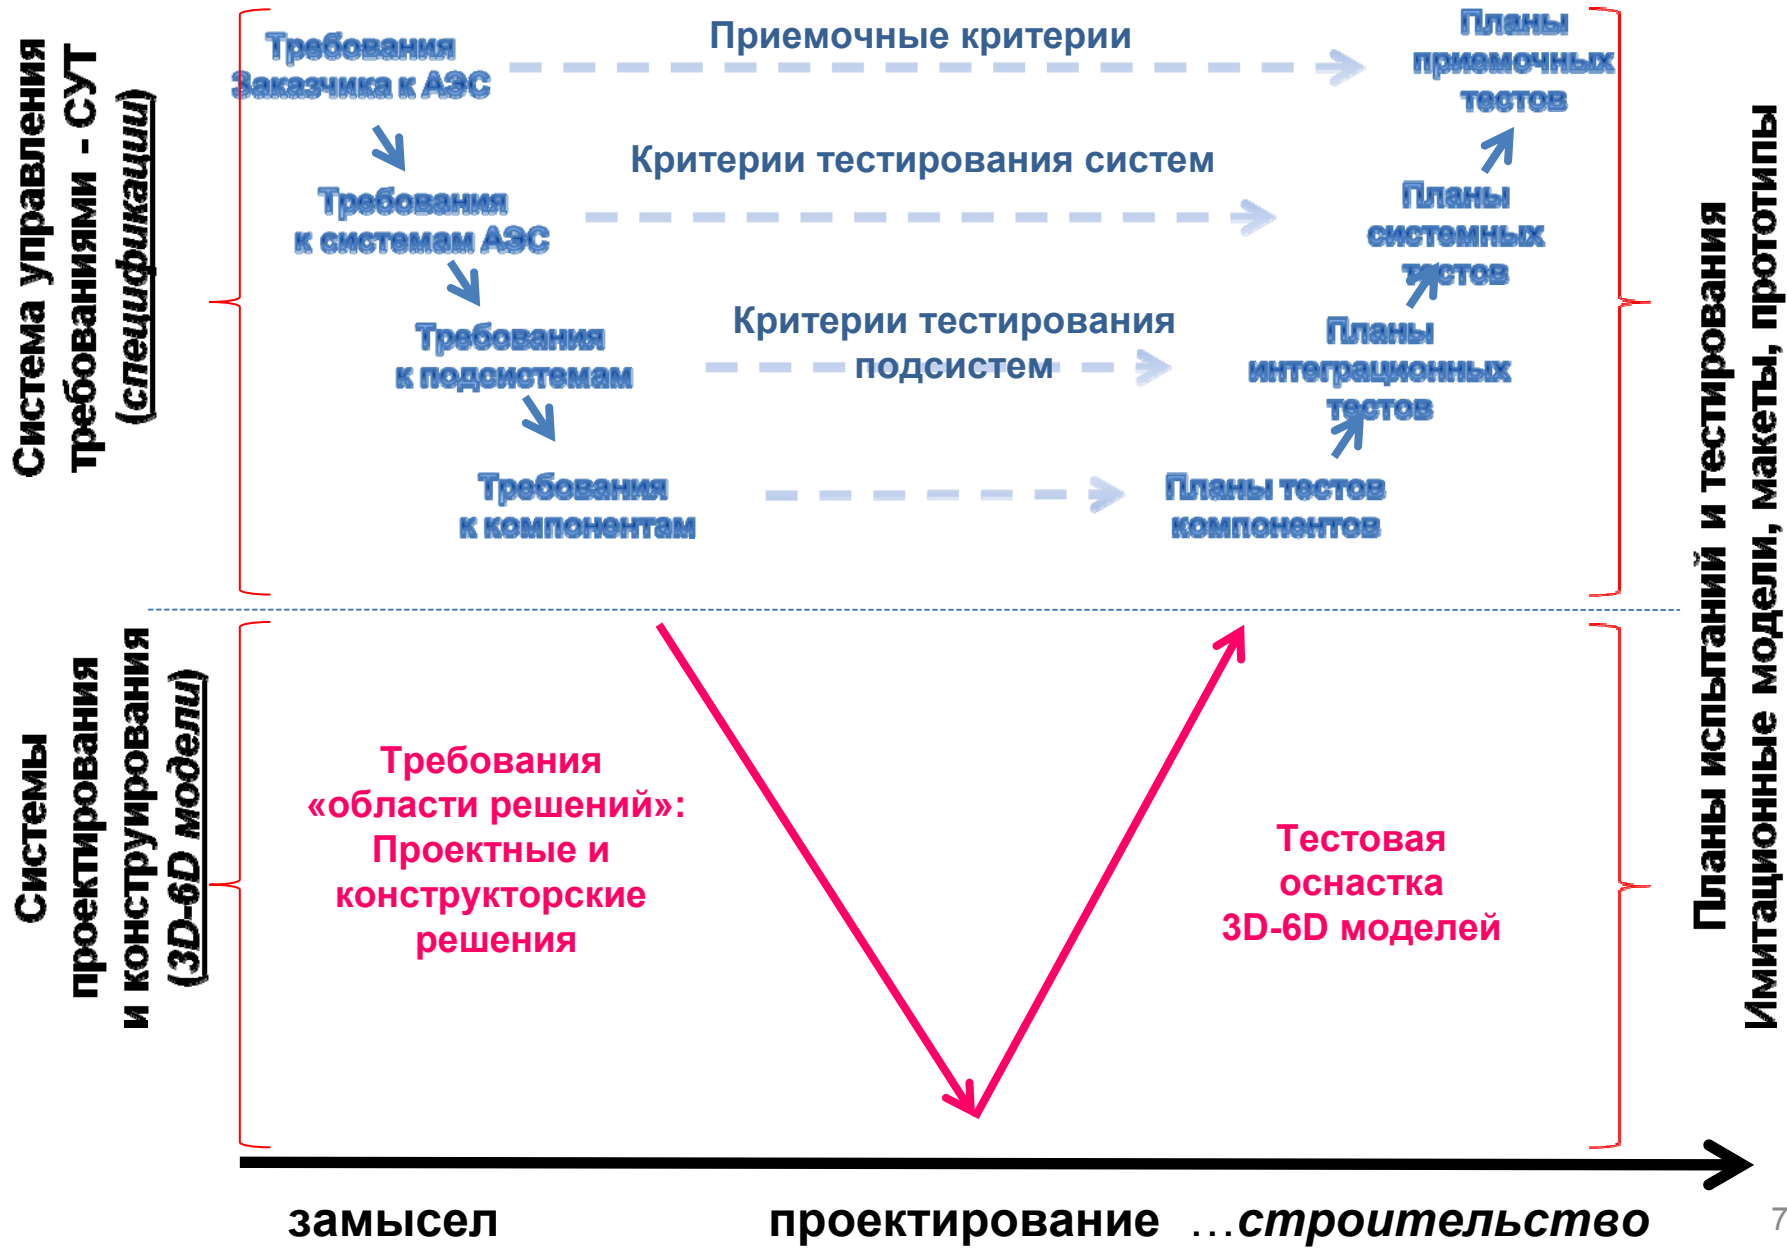 Система управления
требованиями - СУТ
(спецификации)
Требования
Заказчика к АЭС
Приемочные критерии
Планы
приемочных
тестов
Критерии тестирования систем
Требования
к системам АЭС
Планы
системных
тестов
Критерии тестирования
подсистем
Требования
к подсистемам
Планы
интеграционных
тестов
Требования
к компонентам
Планы тестов
компонентов
Системы
проектирования
и конструирования
(3D-6D модели)
Требования
«области решений»:
Проектные и
конструкторские
решения
Тестовая
оснастка
3D-6D моделей
Планы испытаний и тестирования
Имитационные модели, макеты, прототипы
замысел
проектирование ...строительство
7